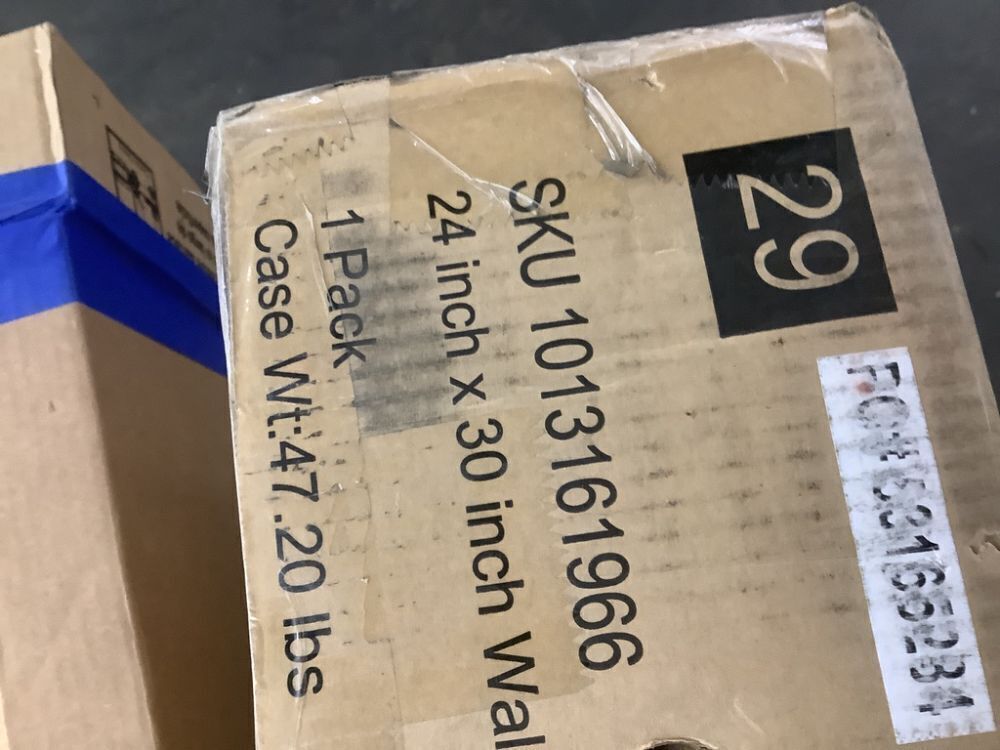 29
SKU 1013161966
24 inch x 30 inch Wal
1 Pack
Case Wt:47.20 lbs